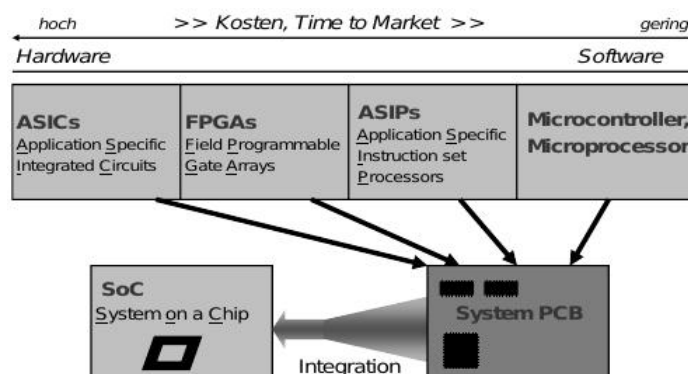 hoch >> Kosten, Time to Market >> gering
Hardware Software
ASICs
Application Specific
Integrated Circuits
FPGAs
Field Programmable
Gate Arrays
ASIPs
Application Specific
Instruction set
Processors
Microcontroller,
Microprocessor
SoC
System on a Chip
Integration
System PCB